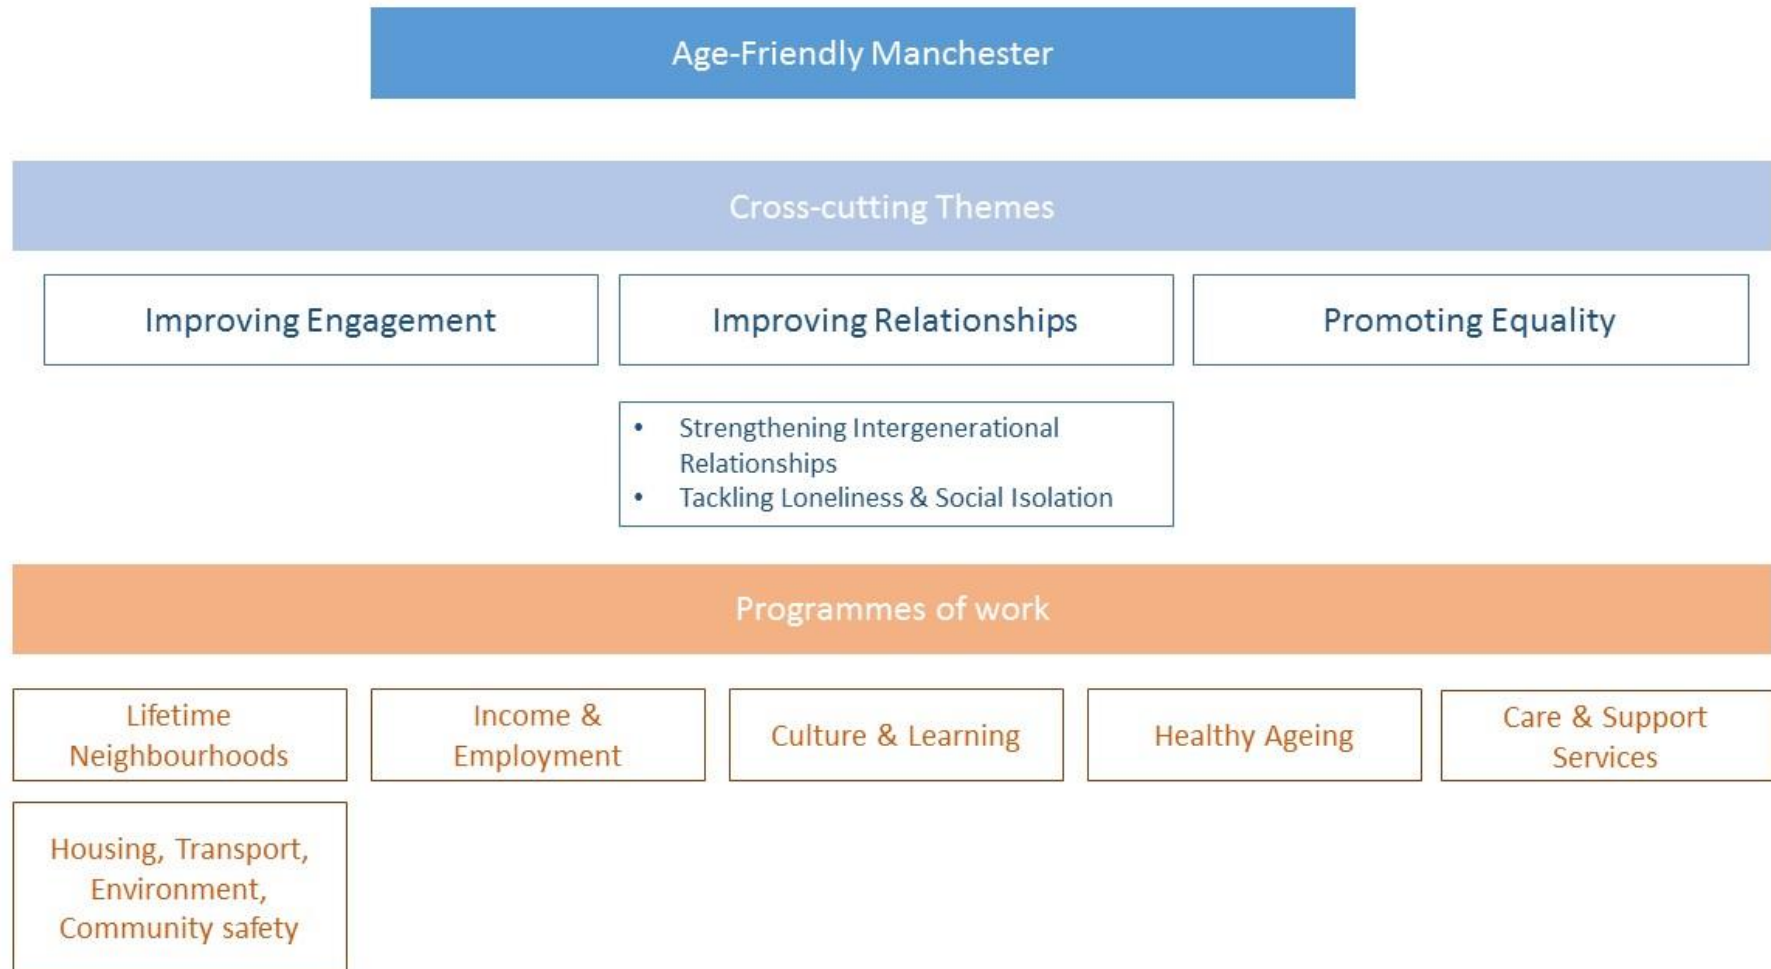 Age-Friendly Manchester
Cross-cutting Themes
Improving Engagement
Improving Relationships
Promoting Equality
• Strengthening Intergenerational
Relationships
• Tackling Loneliness & Social Isolation
Programmes of work
Lifetime
Neighbourhoods
Income &
Employment
Culture & Learning
Healthy Ageing
Care & Support
Services
Housing, Transport,
Environment,
Community safety